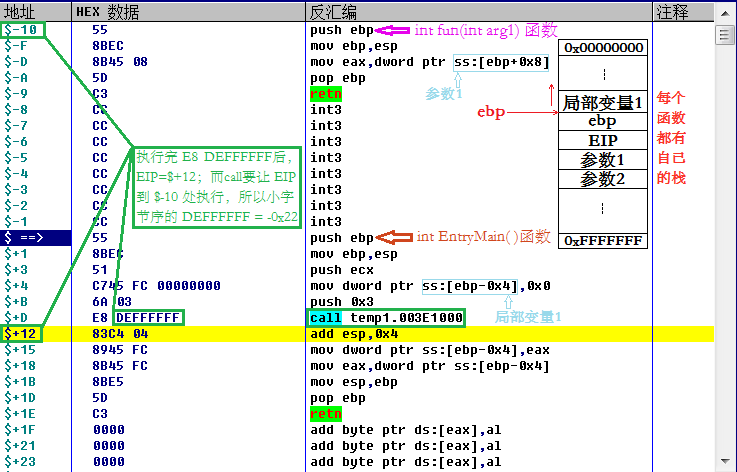 地址 HEX 数据 反汇编 注释
$-10 55 push ebp int fun(int arg1) 函数
$-F 8BEC mov ebp,esp
$-D 8B45 08 mov eax,dword ptr ss:[ebp+0x8]
$-A 5D pop ebp 参数1
$-9 C3 retn
$-8 CC int3
$-7 CC int3
$-6 CC int3
$-5 CC int3
$-4 CC int3
$-3 CC int3
$-2 CC int3
$-1 CC int3
$ ==> 55 push ebp int EntryMain( )函数
$+1 8BEC mov ebp,esp
$+3 51 push ecx
$+4 C745 FC 00000000 mov dword ptr ss:[ebp-0x4],0x0
$+B 6A 03 push 0x3 局部变量1
$+D E8 DEFFFFFF call temp1.003E1000
$+12 83C4 04 add esp,0x4
$+15 8945 FC mov dword ptr ss:[ebp-0x4],eax
$+18 8B45 FC mov eax,dword ptr ss:[ebp-0x4]
$+1B 8BE5 mov esp,ebp
$+1D 5D pop ebp
$+1E C3 retn
$+1F 0000 add byte ptr ds:[eax],al
$+21 0000 add byte ptr ds:[eax],al
$+23 0000 add byte ptr ds:[eax],al
执行完 E8 DEFFFFFF后,
EIP=$+12；而call要让 EIP
到 $-10 处执行，所以小字
节序的 DEFFFFFF = -0x22
0x00000000
⋮
局部变量1
ebp
ebp
EIP
参数1
参数2
⋮
0xFFFFFFFF
每个
函数
都有
自己
的栈